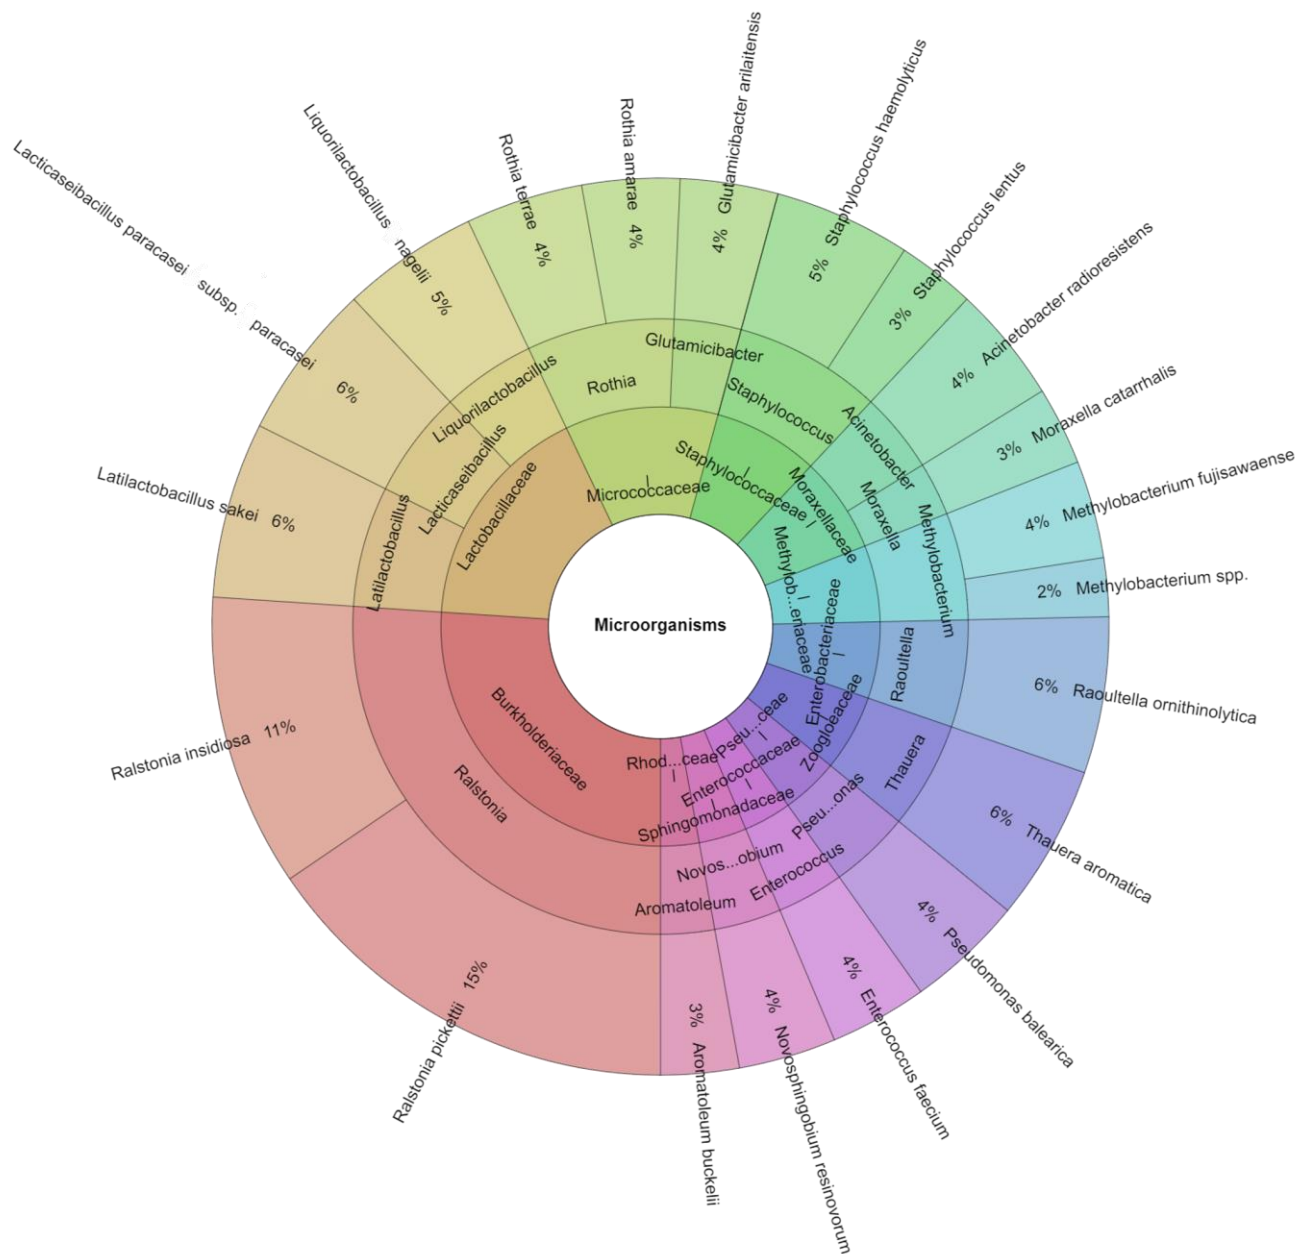 Microorganisms
Lactobacillaceae
Micrococcaceae
Staphylococcaceae
Moraxellaceae
Methylob...eriaceae
Enterobacteriaceae
Zoogloeaceae
Pseu...ceae
Enterococcaceae
Sphingomonadaceae
Rhod...ceae
Burkholderiaceae
Latilactobacillus
Lacticaseibacillus
Liquorilactobacillus
Rothia
Glutamicibacter
Staphylococcus
Acinetobacter
Moraxella
Methylobacterium
Raoultella
Thauera
Pseu...onas
Enterococcus
Novos...obium
Aromatoleum
Ralstonia
Latilactobacillus sakei 6%
Lacticaseibacillus paracasei subsp. paracasei 6%
Liquorilactobacillus nagelii 5%
Rothia terrae 4%
Rothia amarae 4%
4% Glutamicibacter arilaitensis
5% Staphylococcus haemolyticus
3% Staphylococcus lentus
4% Acinetobacter radioresistens
3% Moraxella catarrhalis
4% Methylobacterium fujisawaense
2% Methylobacterium spp.
6% Raoultella ornithinolytica
6% Thauera aromatica
4% Pseudomonas balearica
4% Enterococcus faecium
4% Novosphingobium resinovorum
3% Aromatoleum buckelii
Ralstonia pickettii 15%
Ralstonia insidiosa 11%